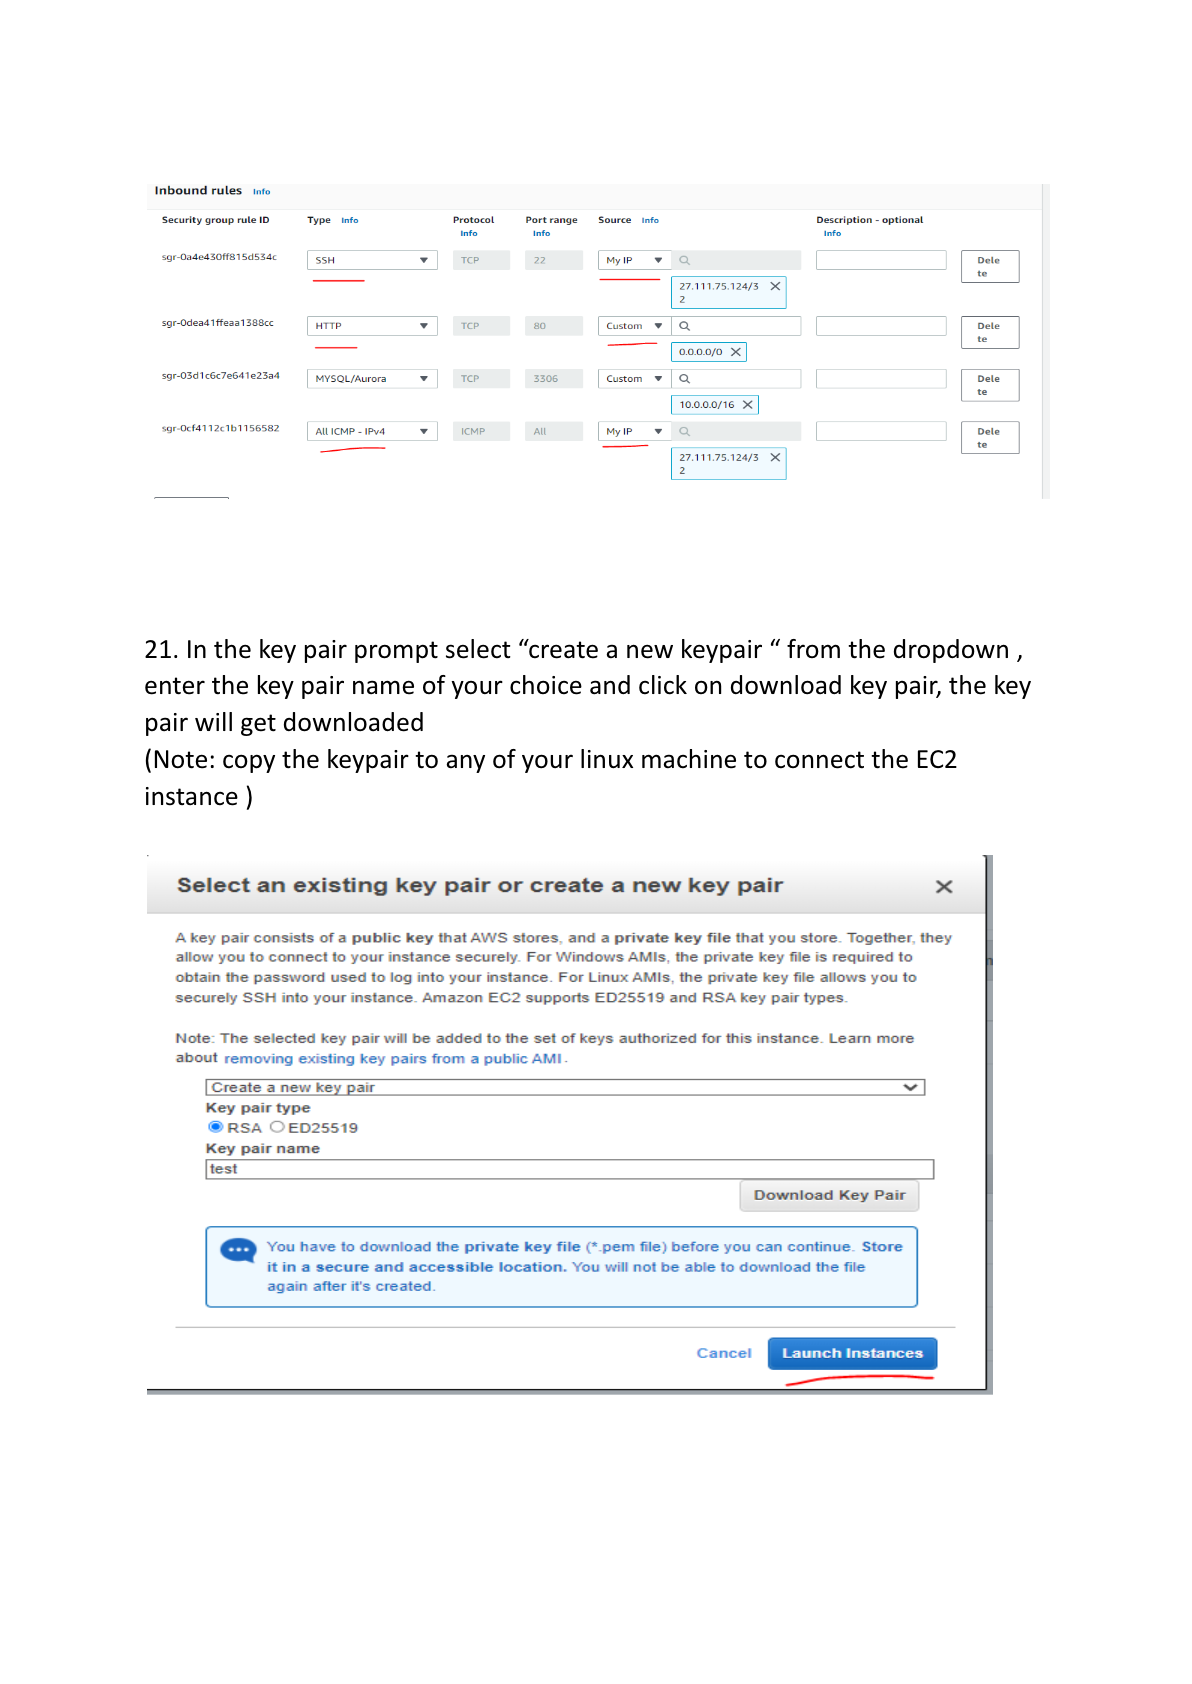 Inbound rules Info
Security group rule ID Type Info Protocol Info Port range Info Source Info Description - optional Info
sgr-0a4e430ff815d534c SSH TCP 22 My IP Dele te
27.111.75.124/3 2
sgr-0dea41ffeaa1388cc HTTP TCP 80 Custom Dele te
0.0.0.0/0
sgr-03d1c6c7e641e23a4 MYSQL/Aurora TCP 3306 Custom Dele te
10.0.0.0/16
sgr-0cf4112c1b1156582 All ICMP - IPv4 ICMP All My IP Dele te
27.111.75.124/3 2
21. In the key pair prompt select “create a new keypair “ from the dropdown ,
enter the key pair name of your choice and click on download key pair, the key
pair will get downloaded
(Note: copy the keypair to any of your linux machine to connect the EC2
instance )
Select an existing key pair or create a new key pair
A key pair consists of a public key that AWS stores, and a private key file that you store. Together, they
allow you to connect to your instance securely. For Windows AMIs, the private key file is required to
obtain the password used to log into your instance. For Linux AMIs, the private key file allows you to
securely SSH into your instance. Amazon EC2 supports ED25519 and RSA key pair types.
Note: The selected key pair will be added to the set of keys authorized for this instance. Learn more
about removing existing key pairs from a public AMI.
Create a new key pair
Key pair type
RSA ED25519
Key pair name
test
Download Key Pair
You have to download the private key file (*.pem file) before you can continue. Store
it in a secure and accessible location. You will not be able to download the file
again after it's created.
Cancel Launch Instances